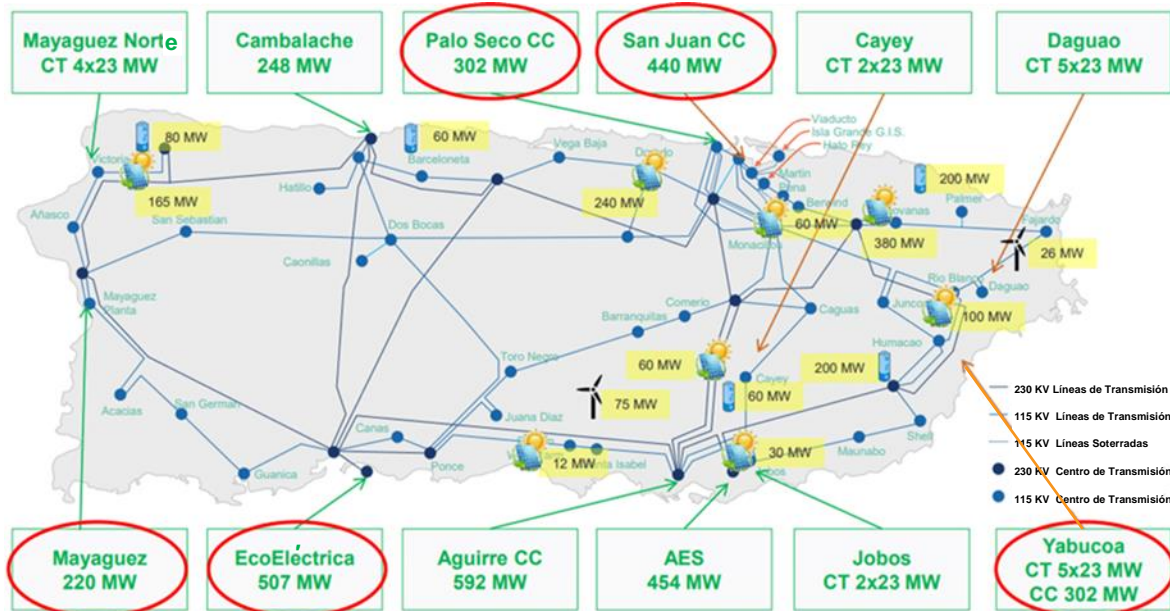 Mayaguez Norte
CT 4x23 MW
Cambalache
248 MW
Palo Seco CC
302 MW
San Juan CC
440 MW
Cayey
CT 2x23 MW
Daguao
CT 5x23 MW
Viaducto
Isla Grande G.I.S.
Hato Rey
80 MW
60 MW
Vega Baja
Victoria
Barceloneta
Martin
Pena
200 MW
165 MW
Hatillo
240 MW
Berwind
Palmer
Añasco
San Sebastian
Dos Bocas
60 MW
Fajardo
Monacillos
380 MW
26 MW
Caonillas
Rio Blanco
Daguao
Mayaguez
Planta
Comerio
Caguas
Juncos
100 MW
Barranquilas
Humacao
Toro Negro
60 MW
200 MW
Cayey
60 MW
75 MW
Acacias
San German
Juana Diaz
Canas
30 MW
Maunabo
Shell
Guanica
Ponce
12 MW
Isabel
230 KV Líneas de Transmisión
115 KV Líneas de Transmisión
115 KV Líneas Soterradas
230 KV Centro de Transmisión
115 KV Centro de Transmisión
Mayaguez
220 MW
EcoElectrica
507 MW
Aguirre CC
592 MW
AES
454 MW
Jobos
CT 2x23 MW
Yabucoa
CT 5x23 MW
CC 302 MW